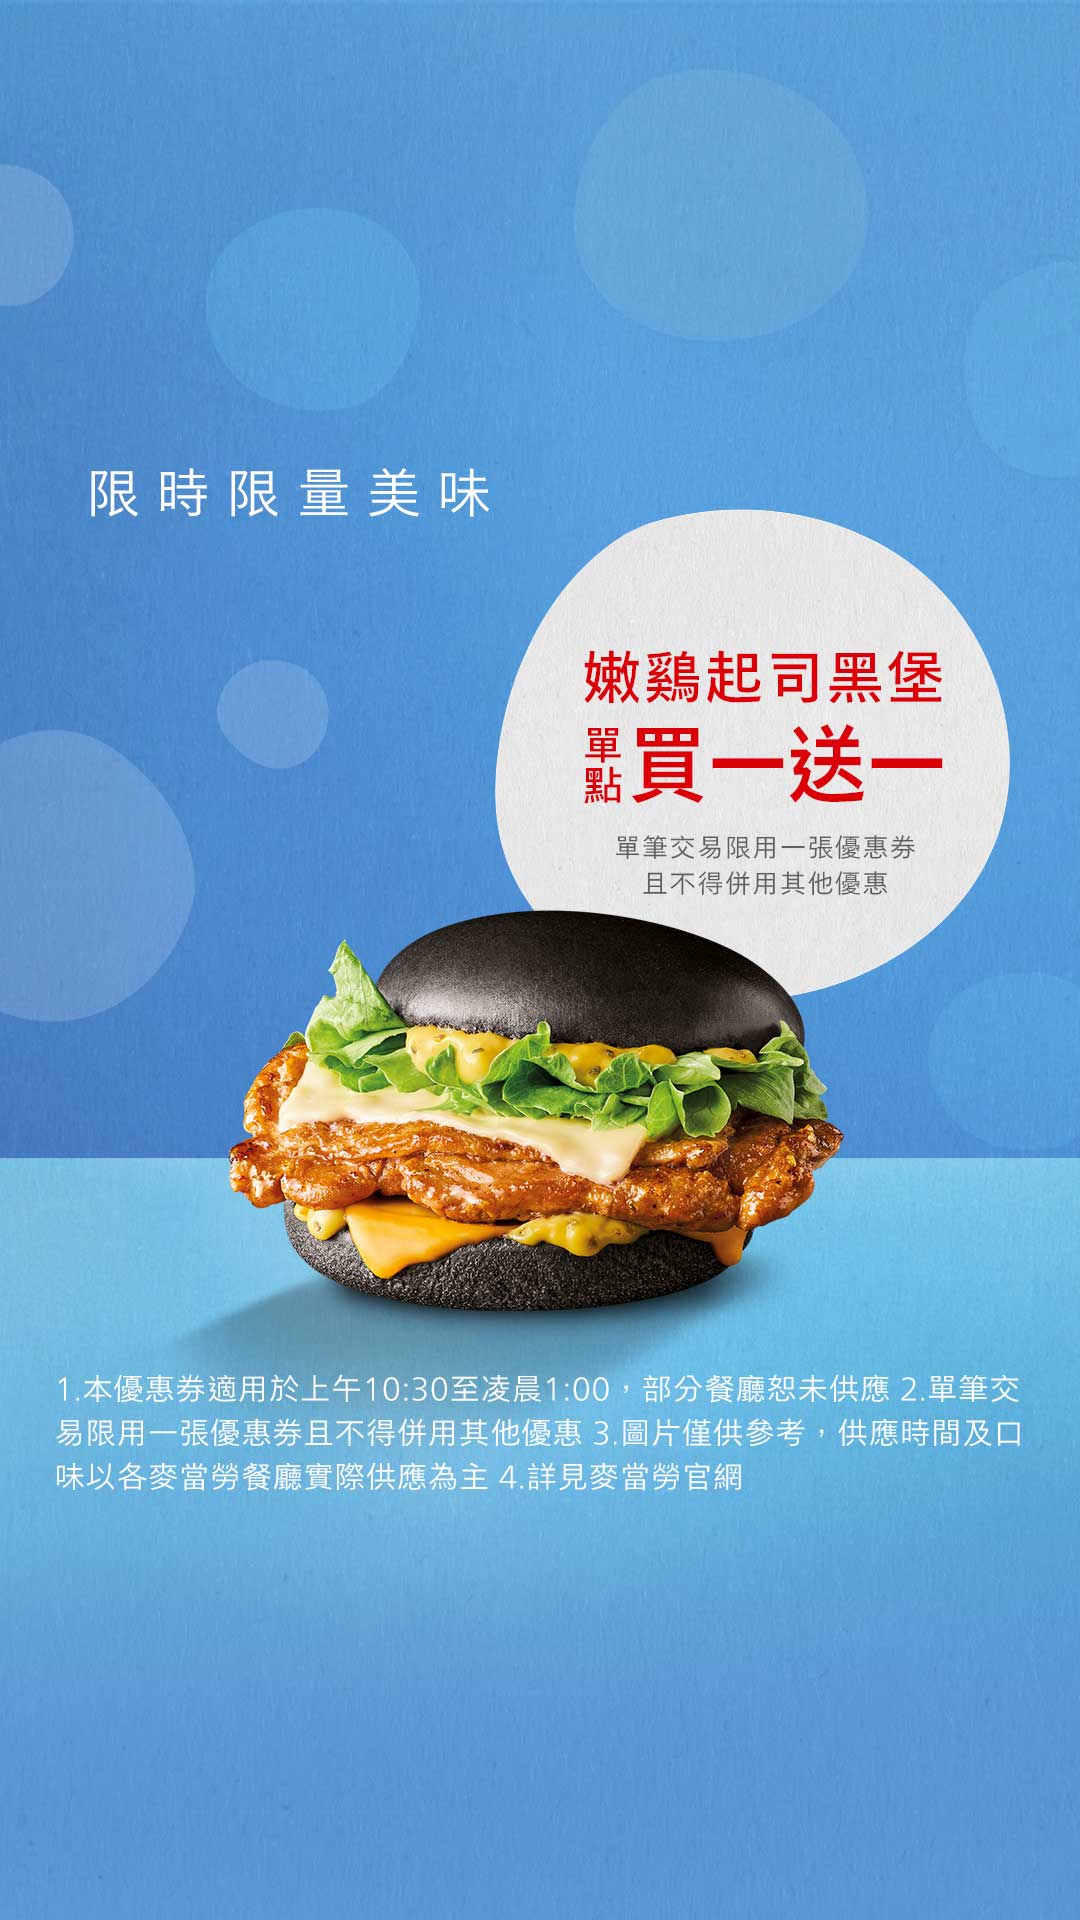 限時限量美味
嫩鷄起司黑堡
單點買一送一
單筆交易限用一張優惠券
且不得併用其他優惠
1.本優惠券適用於上午10:30至凌晨1:00，部分餐廳恕未供應 2.單筆交
易限用一張優惠券且不得併用其他優惠 3.圖片僅供參考，供應時間及口
味以各麥當勞餐廳實際供應為主 4.詳見麥當勞官網